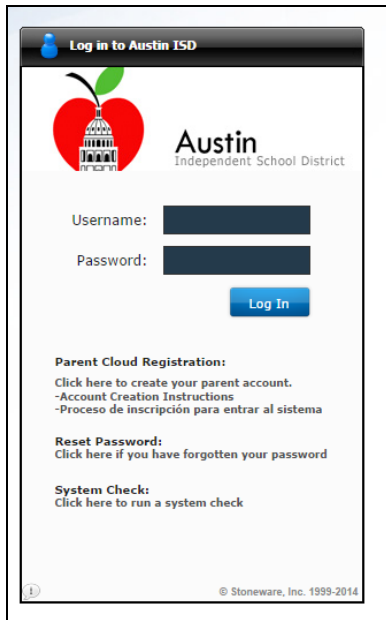 Log in to Austin ISD
Austin
Independent School District
Username:
Password:
Log In
Parent Cloud Registration:
Click here to create your parent account.
-Account Creation
Instructions
-Proceso de inscripción para entrar al sistema
Reset Password:
Click here if you have forgotten your password
System Check:
Click here to run a system check
© Stoneware, Inc. 1999-2014